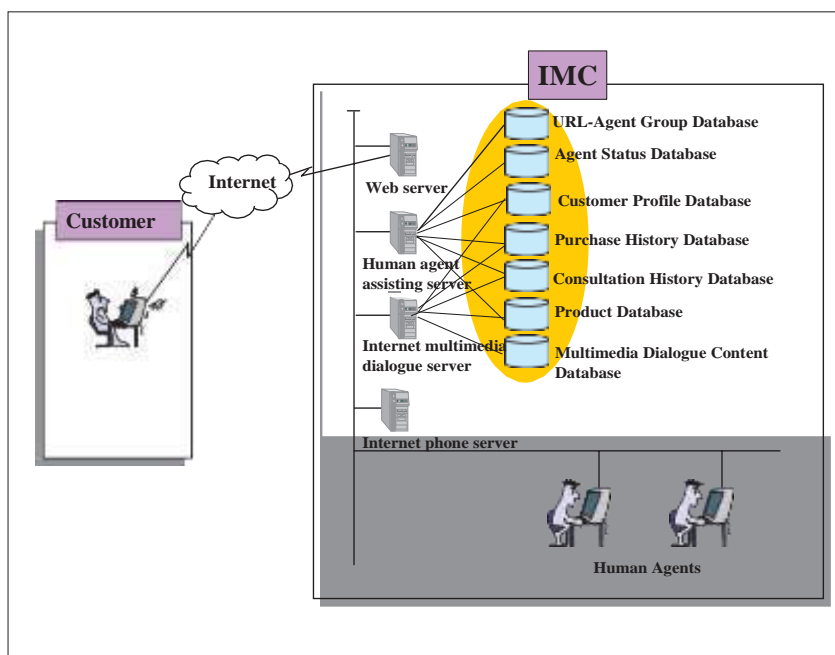 IMC
URL-Agent Group Database
Agent Status Database
Internet
Web server
Customer Profile Database
Customer
Purchase History Database
Human agent
assisting server
Consultation History Database
Product Database
Internet multimedia
dialogue server
Multimedia Dialogue Content
Database
Internet phone server
Human Agents